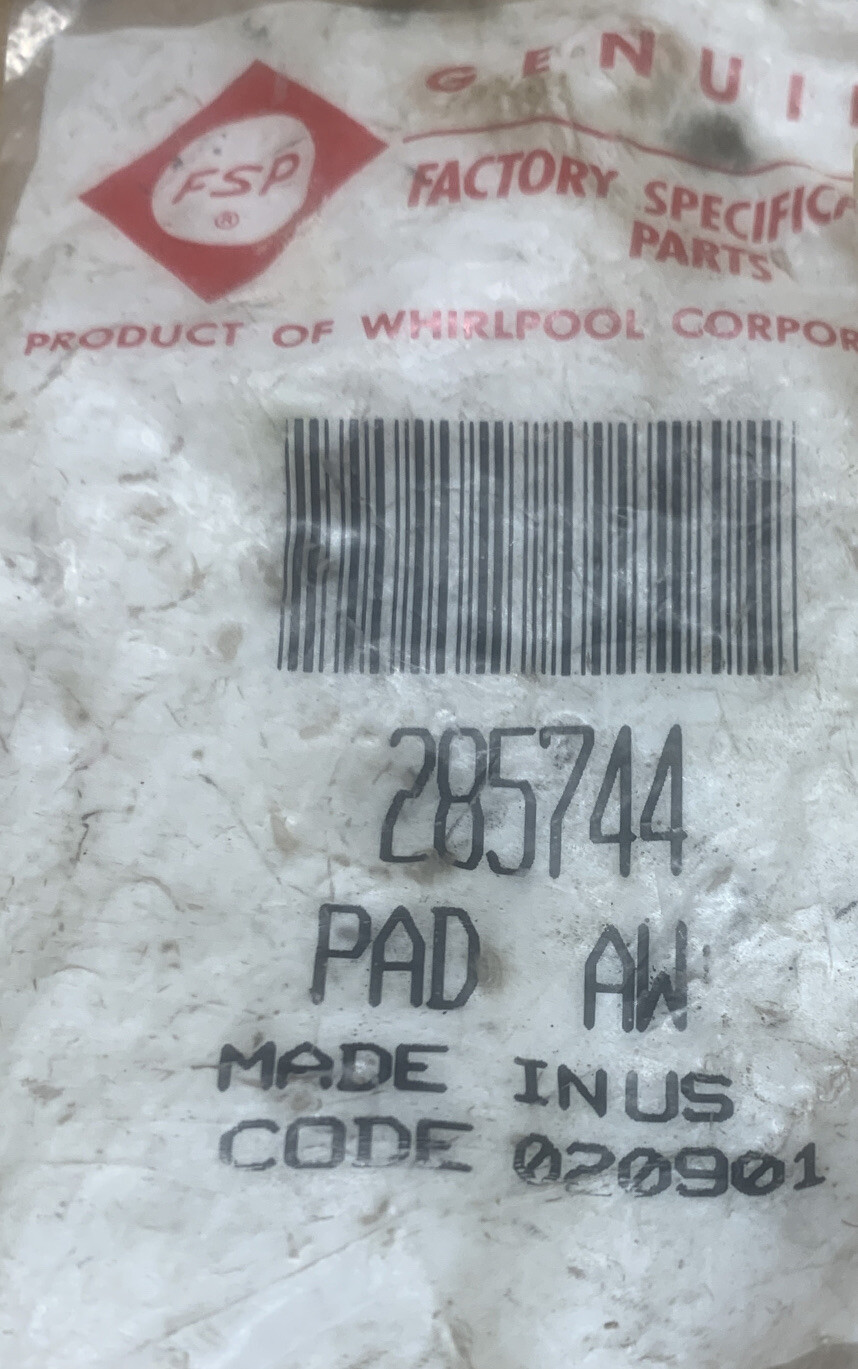 FSP
®
GENUI
FACTORY SPECIFICA
PARTS
PRODUCT OF WHIRLPOOL CORPOR
285744
PAD AW
MADE IN US
CODE 020901